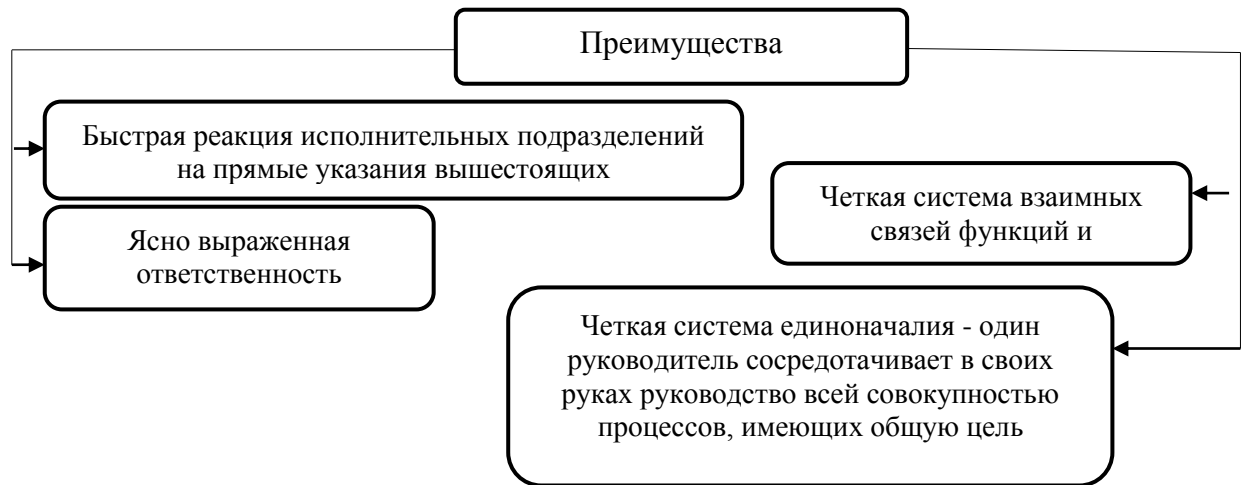 Преимущества
Быстрая реакция исполнительных подразделений
на прямые указания вышестоящих
Ясно выраженная
ответственность
Четкая система взаимных
связей функций и
Четкая система единоначалия - один
руководитель сосредотачивает в своих
руках руководство всей совокупностью
процессов, имеющих общую цель